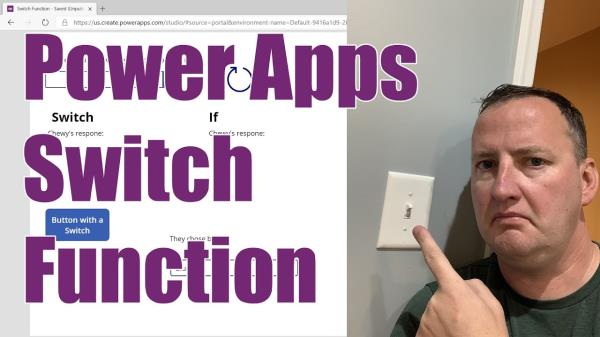 Switch Function - Saved (Unpu
https://us.create.powerapps.com/studio/#source=portal&environment-name=Default-9416a1d9-2
Power Apps
Switch If
Chewy's respone: Chewy's respone:
Switch
Button with a
Switch
They chose
Function